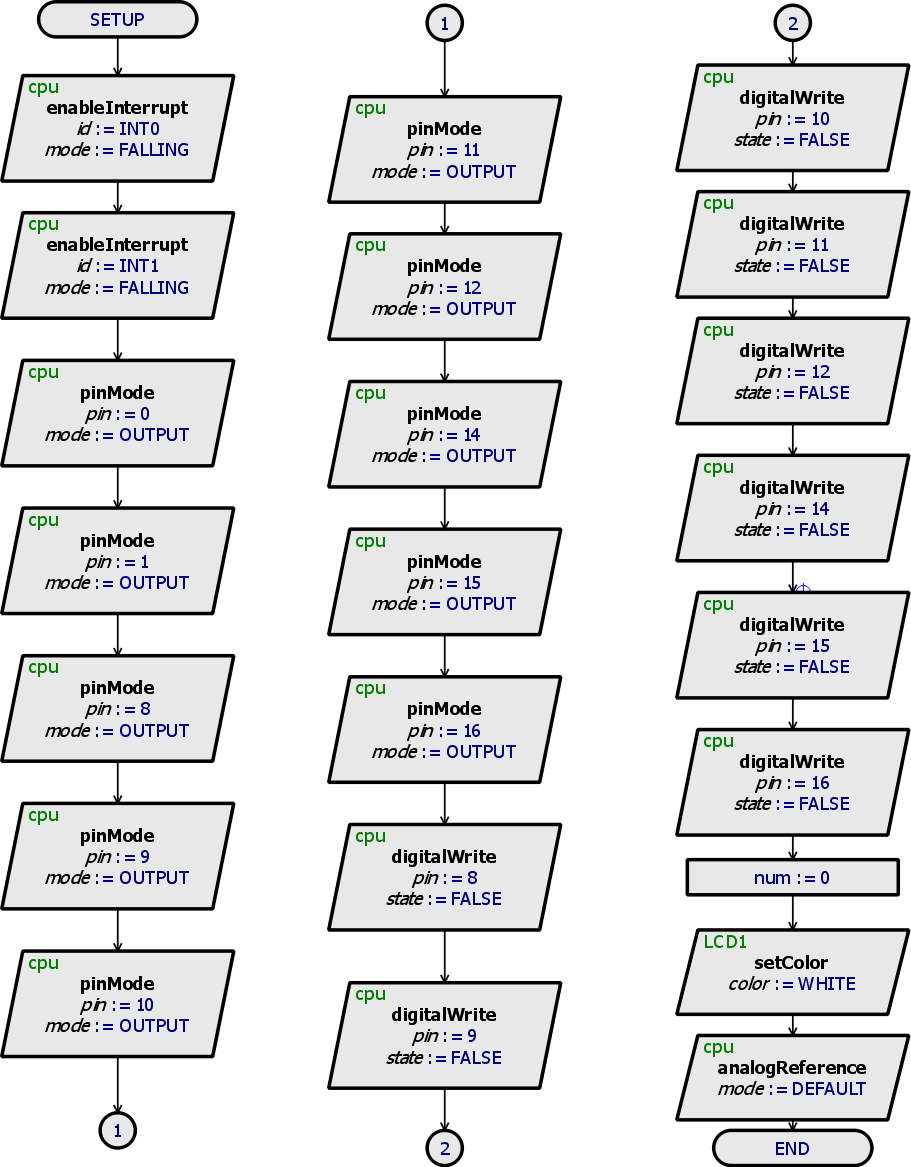 SETUP
cpu
enableInterrupt
id := INT0
mode := FALLING
cpu
enableInterrupt
id := INT1
mode := FALLING
cpu
pinMode
pin := 0
mode := OUTPUT
cpu
pinMode
pin := 1
mode := OUTPUT
cpu
pinMode
pin := 8
mode := OUTPUT
cpu
pinMode
pin := 9
mode := OUTPUT
cpu
pinMode
pin := 10
mode := OUTPUT
1
1
cpu
pinMode
pin := 11
mode := OUTPUT
cpu
pinMode
pin := 12
mode := OUTPUT
cpu
pinMode
pin := 14
mode := OUTPUT
cpu
pinMode
pin := 15
mode := OUTPUT
cpu
pinMode
pin := 16
mode := OUTPUT
cpu
digitalWrite
pin := 8
state := FALSE
cpu
digitalWrite
pin := 9
state := FALSE
2
2
cpu
digitalWrite
pin := 10
state := FALSE
cpu
digitalWrite
pin := 11
state := FALSE
cpu
digitalWrite
pin := 12
state := FALSE
cpu
digitalWrite
pin := 14
state := FALSE
cpu
digitalWrite
pin := 15
state := FALSE
cpu
digitalWrite
pin := 16
state := FALSE
num := 0
LCD1
setColor
color := WHITE
cpu
analogReference
mode := DEFAULT
END